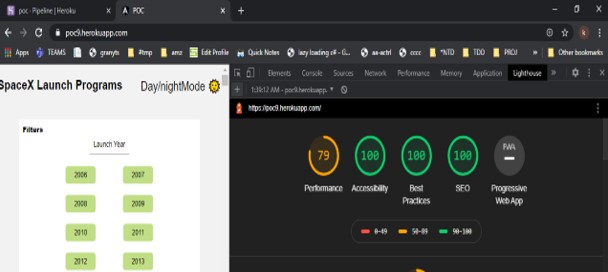 poc · Pipeline | Heroku
POC
poc9.herokuapp.com
Apps
TEAMS
granyts
#tmp
amz
Edit Profile
Quick Notes
lazy loading c# - G...
aa-actrl
cccc
*NTD
TDD
PROJ
»
Other bookmarks
SpaceX Launch Programs
Day/nightMode
Filters
Launch Year
2006
2007
2008
2009
2010
2011
2012
2013
Elements
Console
Sources
Network
Performance
Memory
Application
Lighthouse
»
1:39:12 AM - poc9.herokuapp.
https://poc9.herokuapp.com/
79
100
100
100
PWA
Performance
Accessibility
Best
Practices
SEO
Progressive
Web App
0-49
50-89
90-100